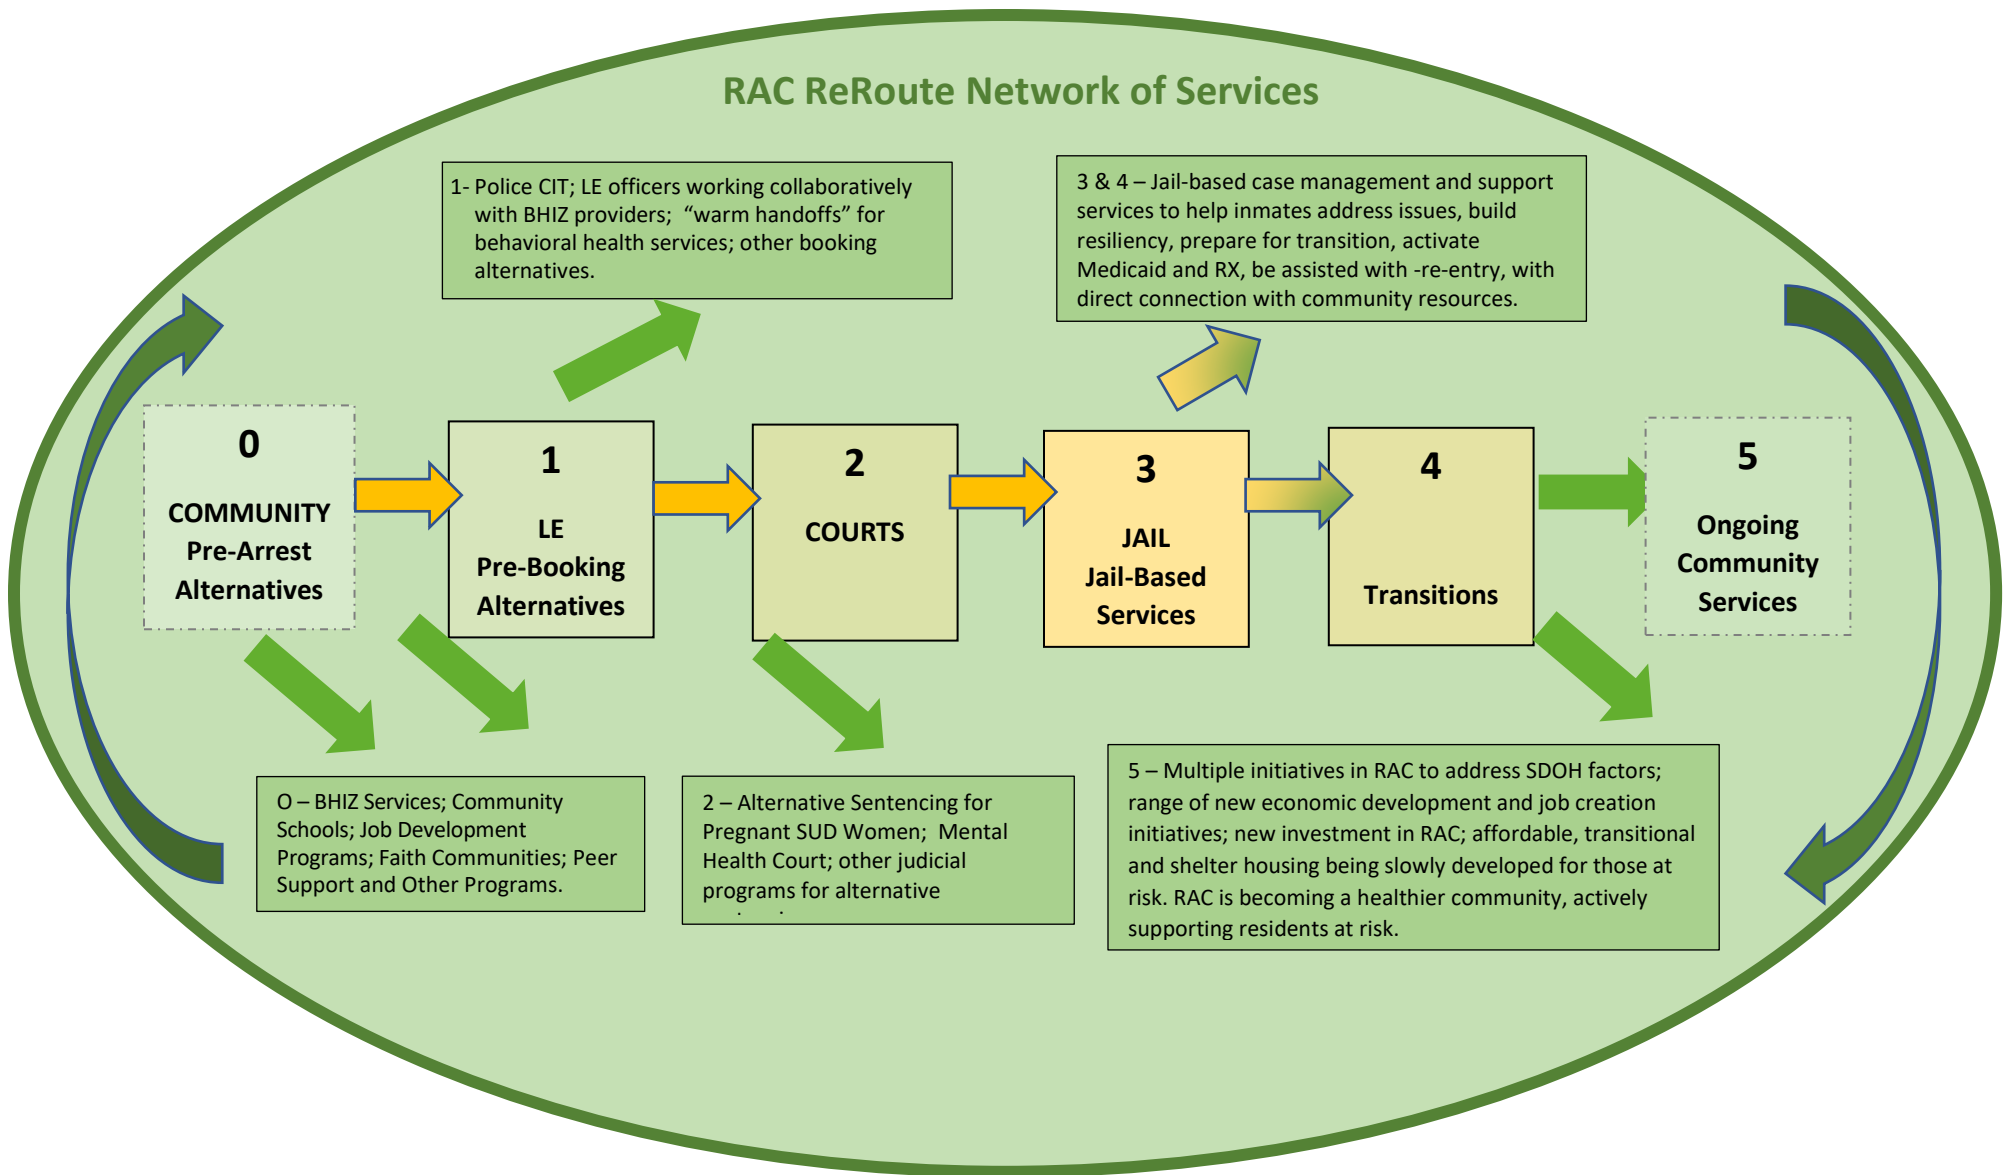 RAC ReRoute Network of Services
1- Police CIT; LE officers working collaboratively
with BHIZ providers; “warm handoffs” for
behavioral health services; other booking
alternatives.
3 & 4 – Jail-based case management and support
services to help inmates address issues, build
resiliency, prepare for transition, activate
Medicaid and RX, be assisted with -re-entry, with
direct connection with community resources.
0
COMMUNITY
Pre-Arrest
Alternatives
1
LE
Pre-Booking
Alternatives
2
COURTS
3
JAIL
Jail-Based
Services
4
Transitions
5
Ongoing
Community
Services
O – BHIZ Services; Community
Schools; Job Development
Programs; Faith Communities; Peer
Support and Other Programs.
2 – Alternative Sentencing for
Pregnant SUD Women; Mental
Health Court; other judicial
programs for alternative
5 – Multiple initiatives in RAC to address SDOH factors;
range of new economic development and job creation
initiatives; new investment in RAC; affordable, transitional
and shelter housing being slowly developed for those at
risk. RAC is becoming a healthier community, actively
supporting residents at risk.